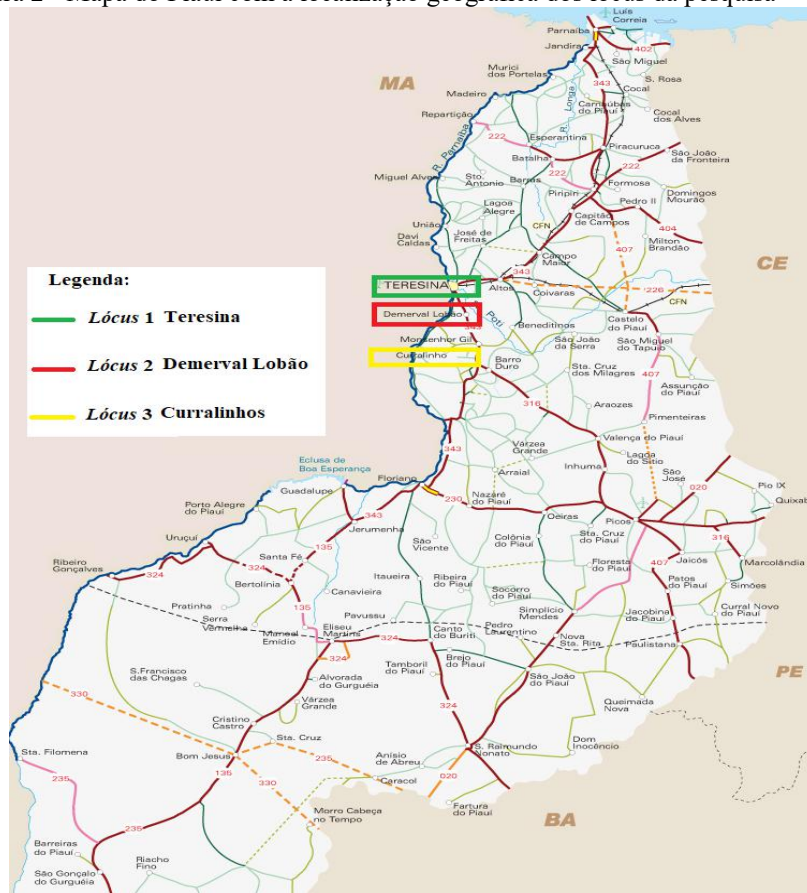 Mapa do Piauí com a localização geográfica dos lócus da pesquisa
Luís
Correia
Parnaíba
Jandira
402
São Miguel
Murici
dos Portelas
MA
343
S. Rosa
Cocal
Madeiro
R. Longa
Carnaúbas
do Piauí
Cocal
dos Alves
Repartição
222
Esperantina
R. Parnaíba
Piracuruca
São João
da Fronteira
Batalha
222
222
Miguel Alves
Sto.
Antonio
Barras
Formosa
Piripiri
Domingos
Mourão
Lagoa
Alegre
Pedro II
Capitão
de Campos
União
404
CFN
Davi
Caldas
José de
Freitas
407
Milton
Brandão
Campo
Maior
CE
343
TERESINA
Altos
Coivaras
226
CFN
Legenda:
Lócus 1 Teresina
Lócus 2 Demerval Lobão
Lócus 3 Curralinhos
Demerval Lobão
Poti
343
Castelo
do Piauí
Beneditinos
Monsenhor Gil
São João
da Serra
São Miguel
do Tapuio
Curralinho
Barro
Duro
Sta. Cruz
dos Milagres
407
Assunção
do Piauí
316
Araozes
Pimenteiras
343
Várzea
Grande
Valença do Piauí
Eclusa de
Boa Esperança
Lagoa
do Sítio
Floriano
Arraial
Inhuma
São
José
Pio IX
Guadalupe
230
Nazaré
do Piauí
020
Quixabá
Porto Alegre
do Piauí
343
Oeiras
Picos
Jerumenha
Uruçuí
135
São
Vicente
Colônia
do Piauí
Sta. Cruz
do Piauí
316
Ribeiro
Gonçalves
324
Santa Fé
407
Jaicós
Marcolândia
324
Itaueira
Ribeira
do Piauí
Floresta
do Piauí
Patos
do Piauí
Simões
Bertolínia
Canavieira
Socorro
do Piauí
Pratinha
135
Simplício
Mendes
Jacobina
do Piauí
Curral Novo
do Piauí
Serra
Vermelha
Pavussu
Manoel
Emídio
Eliseu
Martins
324
Canto
do Buriti
Pedro
Laurentino
Nova
Sta. Rita
Paulistana
324
Brejo
do Piauí
S.Francisco
das Chagas
Tamboril
do Piauí
São João
do Piauí
PE
330
Alvorada
do Gurguéia
Várzea
Grande
324
Queimada
Nova
Cristino
Castro
Sta. Cruz
Dom
Inocêncio
Sta. Filomena
Bom Jesus
235
Anísio
de Abreu
S. Raimundo
Nonato
235
135
020
330
Caracol
Fartura
do Piauí
Morro Cabeça
no Tempo
BA
235
Barreiras
do Piauí
Riacho
Fino
São Gonçalo
do Gurguéia